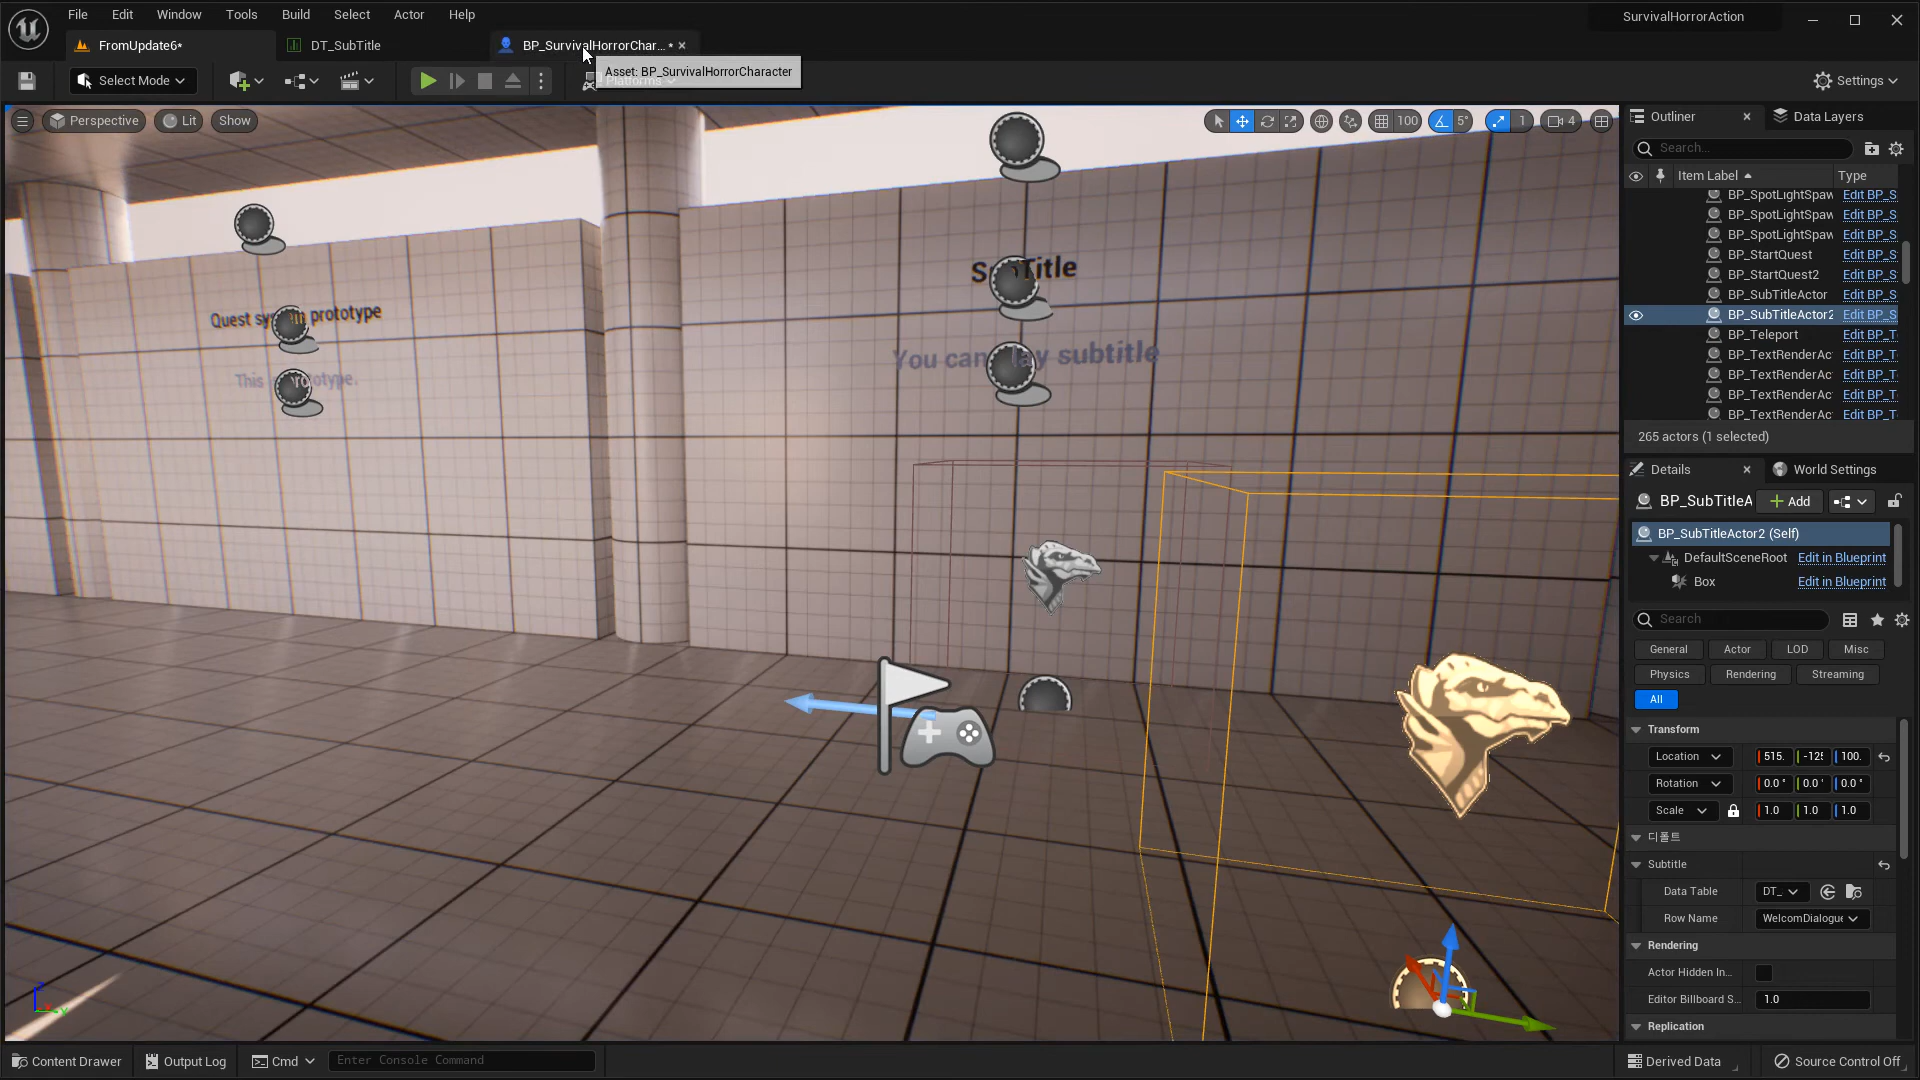 File Edit Window Tools Build Select Actor Help
SurvivalHorrorAction
FromUpdate6*
DT_SubTitle
BP_SurvivalHorrorChar... *
Asset: BP_SurvivalHorrorCharacter
Select Mode
Platforms
Settings
Perspective
Lit
Show
100
5°
1
4
Outliner
Data Layers
Search...
Item Label
Type
BP_SpotLightSpaw Edit BP_S
BP_SpotLightSpaw Edit BP_S
BP_SpotLightSpaw Edit BP_S
BP_StartQuest Edit BP_S
BP_StartQuest2 Edit BP_S
BP_SubTitleActor Edit BP_S
BP_SubTitleActor2 Edit BP_S
BP_Teleport Edit BP_T
BP_TextRenderAc Edit BP_T
BP_TextRenderAc Edit BP_T
BP_TextRenderAc Edit BP_T
BP_TextRenderAc Edit BP_T
265 actors (1 selected)
SubTitle
Quest system prototype
You can play subtitle
This prototype.
Details
World Settings
BP_SubTitleA
Add
BP_SubTitleActor2 (Self)
DefaultSceneRoot Edit in Blueprint
Box Edit in Blueprint
Search
General Actor LOD Misc
Physics Rendering Streaming
All
Transform
Location 515. -125 100.
Rotation 0.0° 0.0° 0.0°
Scale 1.0 1.0 1.0
디폴트
Subtitle
Data Table DT_
Row Name WelcomDialogue
Rendering
Actor Hidden In...
Editor Billboard S... 1.0
Replication
Content Drawer
Output Log
Cmd
Enter Console Command
Derived Data
Source Control Off